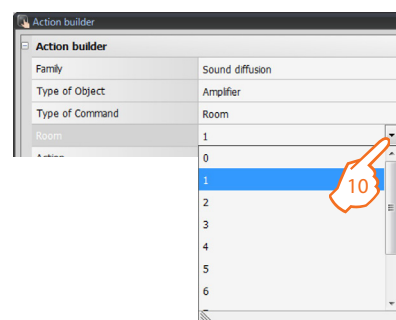 Action builder
Action builder
Family Sound diffusion
Type of Object Amplifier
Type of Command Room
Room 1
Action 0
1
10
2
3
4
5
6